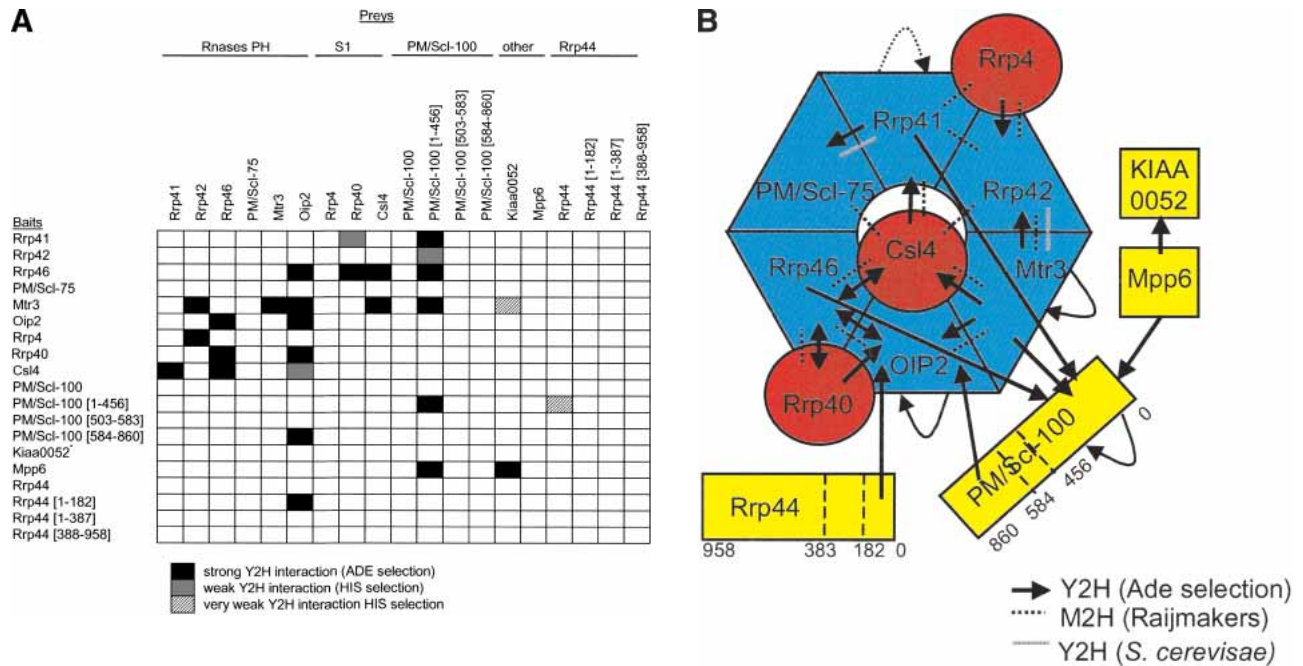 A
Preys
Rnases PH
S1
PM/Scl-100
other
Rrp44
Rrp41
Rrp42
Rrp46
PM/Scl-75
Mtr3
Oip2
Rrp4
Rrp40
Csl4
PM/Scl-100
PM/Scl-100 [1-456]
PM/Scl-100 [503-583]
PM/Scl-100 [584-860]
Kiaa0052
Mpp6
Rrp44
Rrp44 [1-182]
Rrp44 [1-387]
Rrp44 [388-958]
Baits
Rrp41
Rrp42
Rrp46
PM/Scl-75
Mtr3
Oip2
Rrp4
Rrp40
Csl4
PM/Scl-100
PM/Scl-100 [1-456]
PM/Scl-100 [503-583]
PM/Scl-100 [584-860]
Kiaa0052
Mpp6
Rrp44
Rrp44 [1-182]
Rrp44 [1-387]
Rrp44 [388-958]
strong Y2H interaction (ADE selection)
weak Y2H interaction (HIS selection)
very weak Y2H interaction HIS selection
B
Rrp4
Rrp41
PM/Scl-75
Rrp42
KIAA
0052
Csl4
Rrp46
Mtr3
Mpp6
OIP2
Rrp40
PM/Scl-100
0
456
584
860
Rrp44
958 383 182 0
Y2H (Ade selection)
M2H (Raijmakers)
Y2H (S. cerevisae)